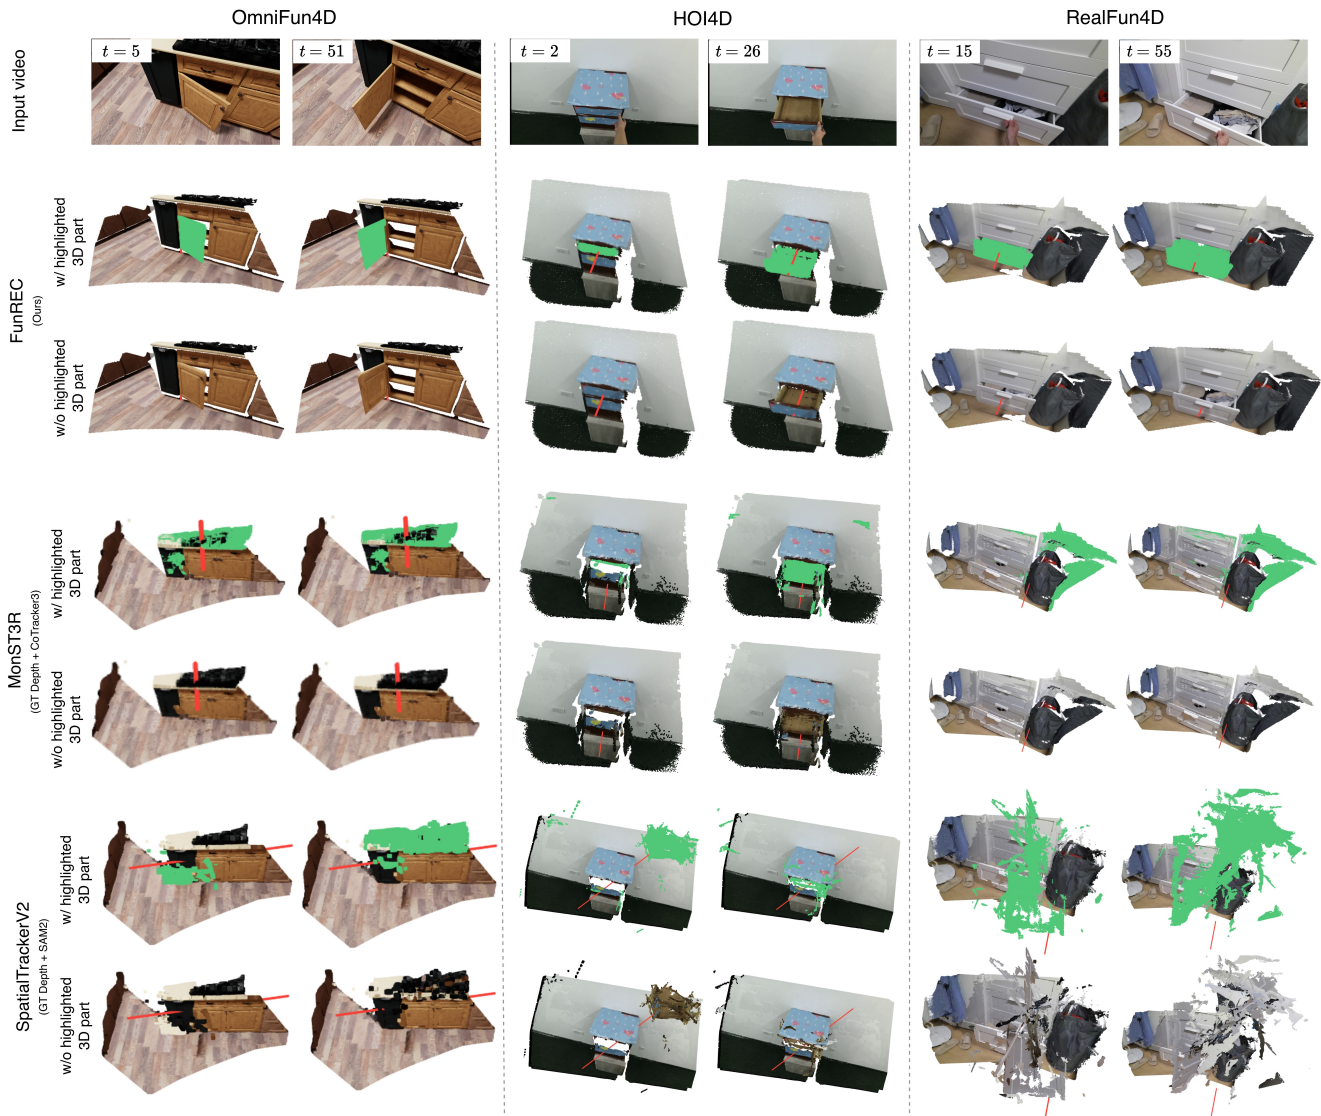 OmniFun4D
HOI4D
RealFun4D
Input video
t = 5
t = 51
t = 2
t = 26
t = 15
t = 55
FunREC
(Ours)
w/ highlighted
3D part
w/o highlighted
3D part
MonST3R
(GT Depth + CoTracker3)
w/ highlighted
3D part
w/o highlighted
3D part
SpatialTrackerV2
(GT Depth + SAM2)
w/ highlighted
3D part
w/o highlighted
3D part